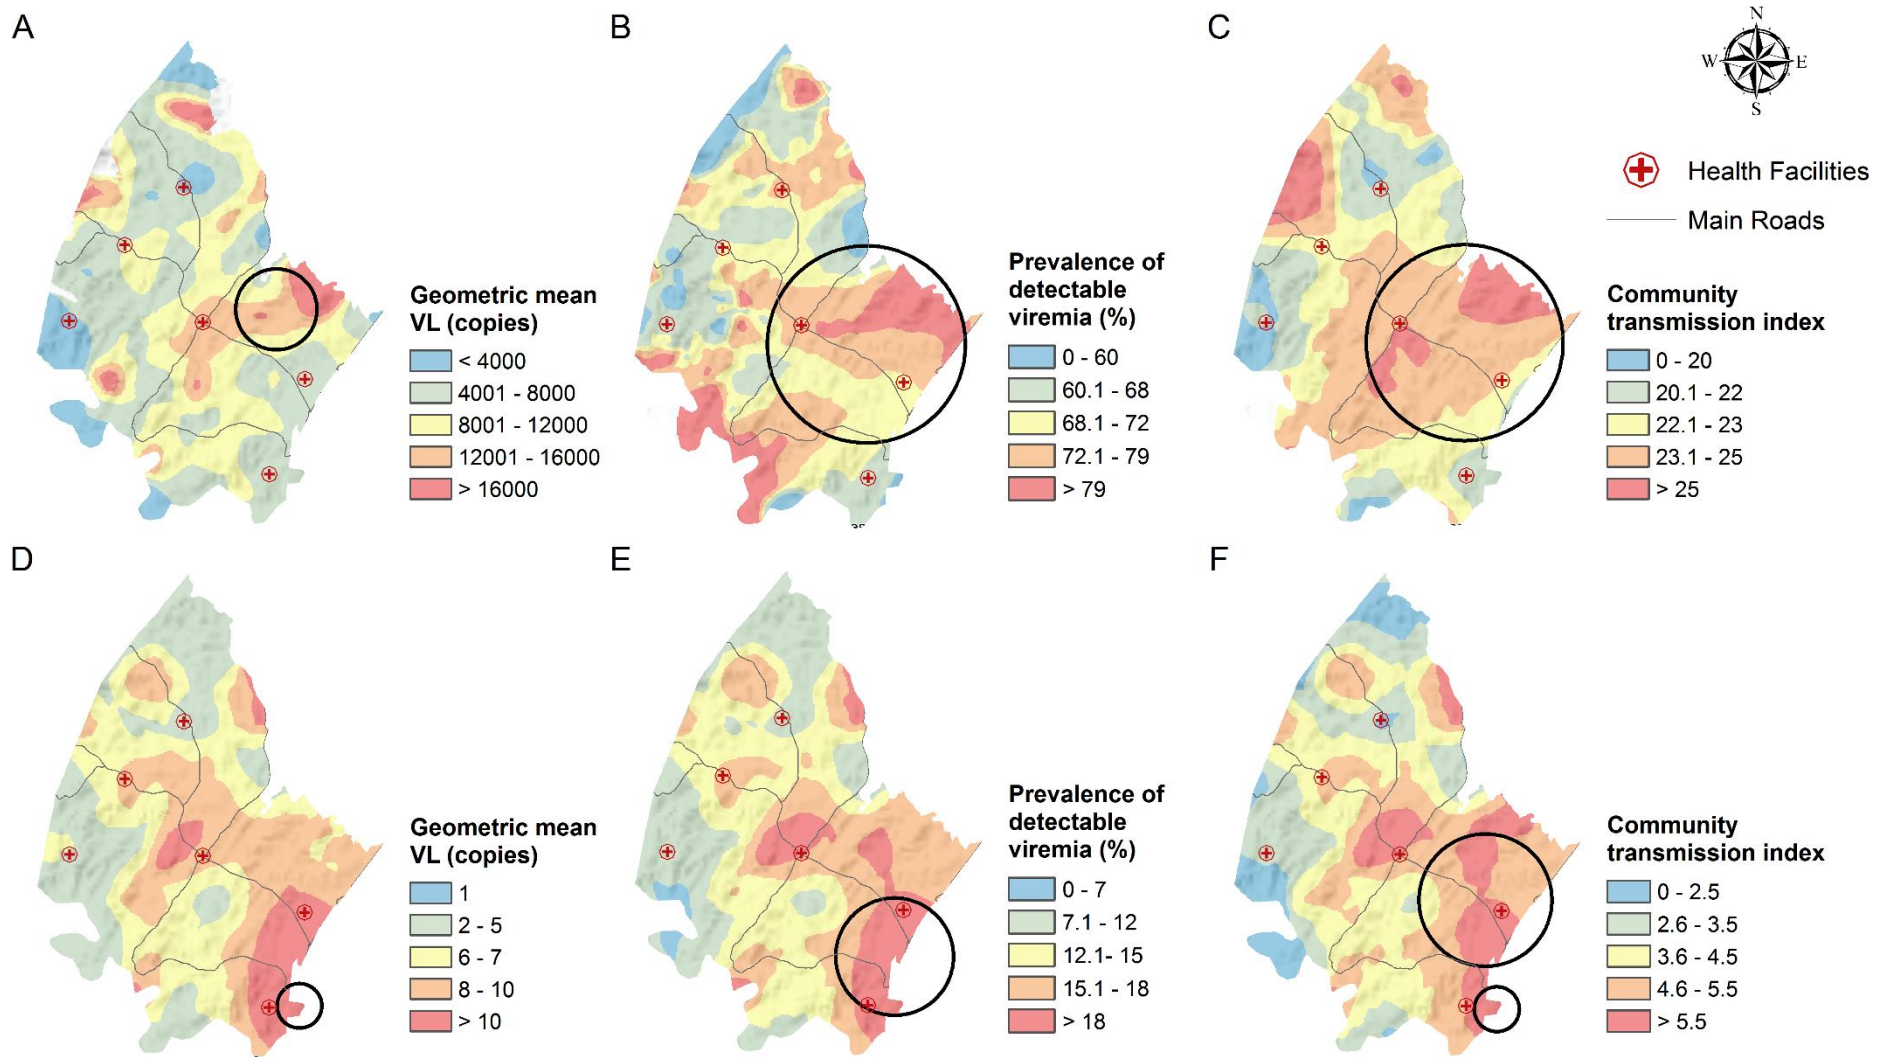 A
B
C
N
W
E
S
Health Facilities
Main Roads
Geometric mean
VL (copies)
< 4000
4001 - 8000
8001 - 12000
12001 - 16000
> 16000
Prevalence of
detectable
viremia (%)
0 - 60
60.1 - 68
68.1 - 72
72.1 - 79
> 79
Community
transmission index
0 - 20
20.1 - 22
22.1 - 23
23.1 - 25
> 25
D
E
F
Geometric mean
VL (copies)
1
2 - 5
6 - 7
8 - 10
> 10
Prevalence of
detectable
viremia (%)
0 - 7
7.1 - 12
12.1- 15
15.1 - 18
> 18
Community
transmission index
0 - 2.5
2.6 - 3.5
3.6 - 4.5
4.6 - 5.5
> 5.5